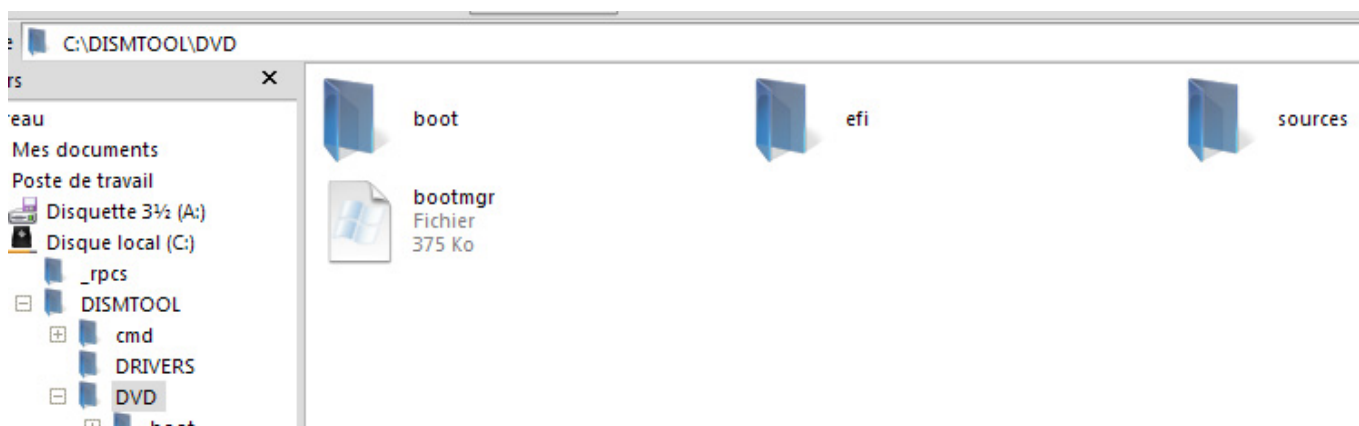 C:\DISMTOOL\DVD
boot
efi
sources
Mes documents
Poste de travail
Disquette 3½ (A:)
Disque local (C:)
_rpcs
DISMTOOL
cmd
DRIVERS
DVD
bootmgr
Fichier
375 Ko